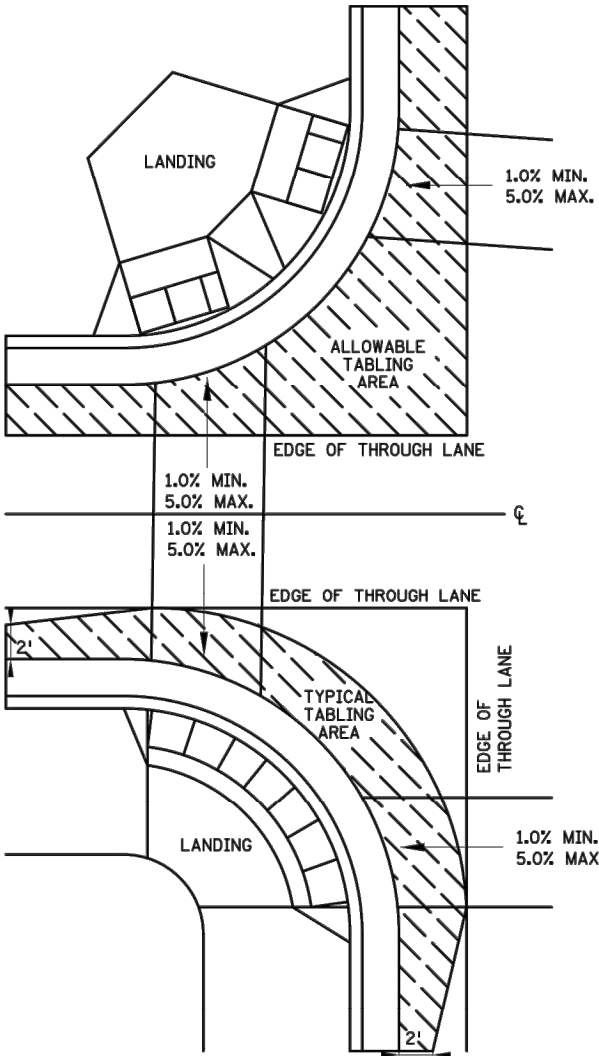 LANDING
1.0% MIN.
5.0% MAX.
ALLOWABLE
TABLING
AREA
EDGE OF THROUGH LANE
1.0% MIN.
5.0% MAX.
℄
1.0% MIN.
5.0% MAX.
EDGE OF THROUGH LANE
2'
TYPICAL
TABLING
AREA
EDGE OF
THROUGH LANE
LANDING
1.0% MIN.
5.0% MAX
2'